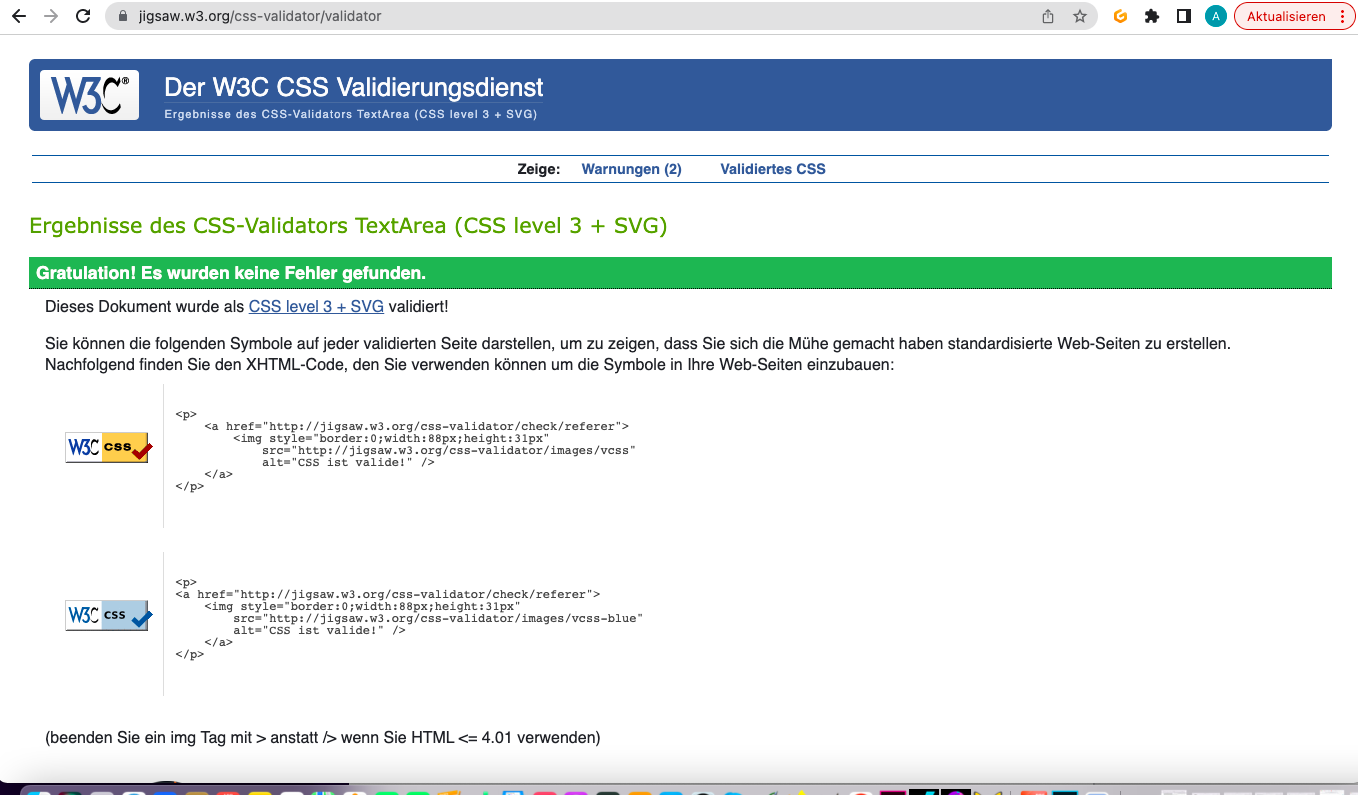 jigsaw.w3.org/css-validator/validator
A
Aktualisieren
W3C®
Der W3C CSS Validierungsdienst
Ergebnisse des CSS-Validators TextArea (CSS level 3 + SVG)
Zeige: Warnungen (2) Validiertes CSS
Ergebnisse des CSS-Validators TextArea (CSS level 3 + SVG)
Gratulation! Es wurden keine Fehler gefunden.
Dieses Dokument wurde als CSS level 3 + SVG validiert!
Sie können die folgenden Symbole auf jeder validierten Seite darstellen, um zu zeigen, dass Sie sich die Mühe gemacht haben standardisierte Web-Seiten zu erstellen.
Nachfolgend finden Sie den XHTML-Code, den Sie verwenden können um die Symbole in Ihre Web-Seiten einzubauen:
W3C css
<p>
<a href="http://jigsaw.w3.org/css-validator/check/referer">
<img style="border:0;width:88px;height:31px"
src="http://jigsaw.w3.org/css-validator/images/vcss"
alt="CSS ist valide!" />
</a>
</p>
W3C css
<p>
<a href="http://jigsaw.w3.org/css-validator/check/referer">
<img style="border:0;width:88px;height:31px"
src="http://jigsaw.w3.org/css-validator/images/vcss-blue"
alt="CSS ist valide!" />
</a>
</p>
(beenden Sie ein img Tag mit > anstatt /> wenn Sie HTML <= 4.01 verwenden)